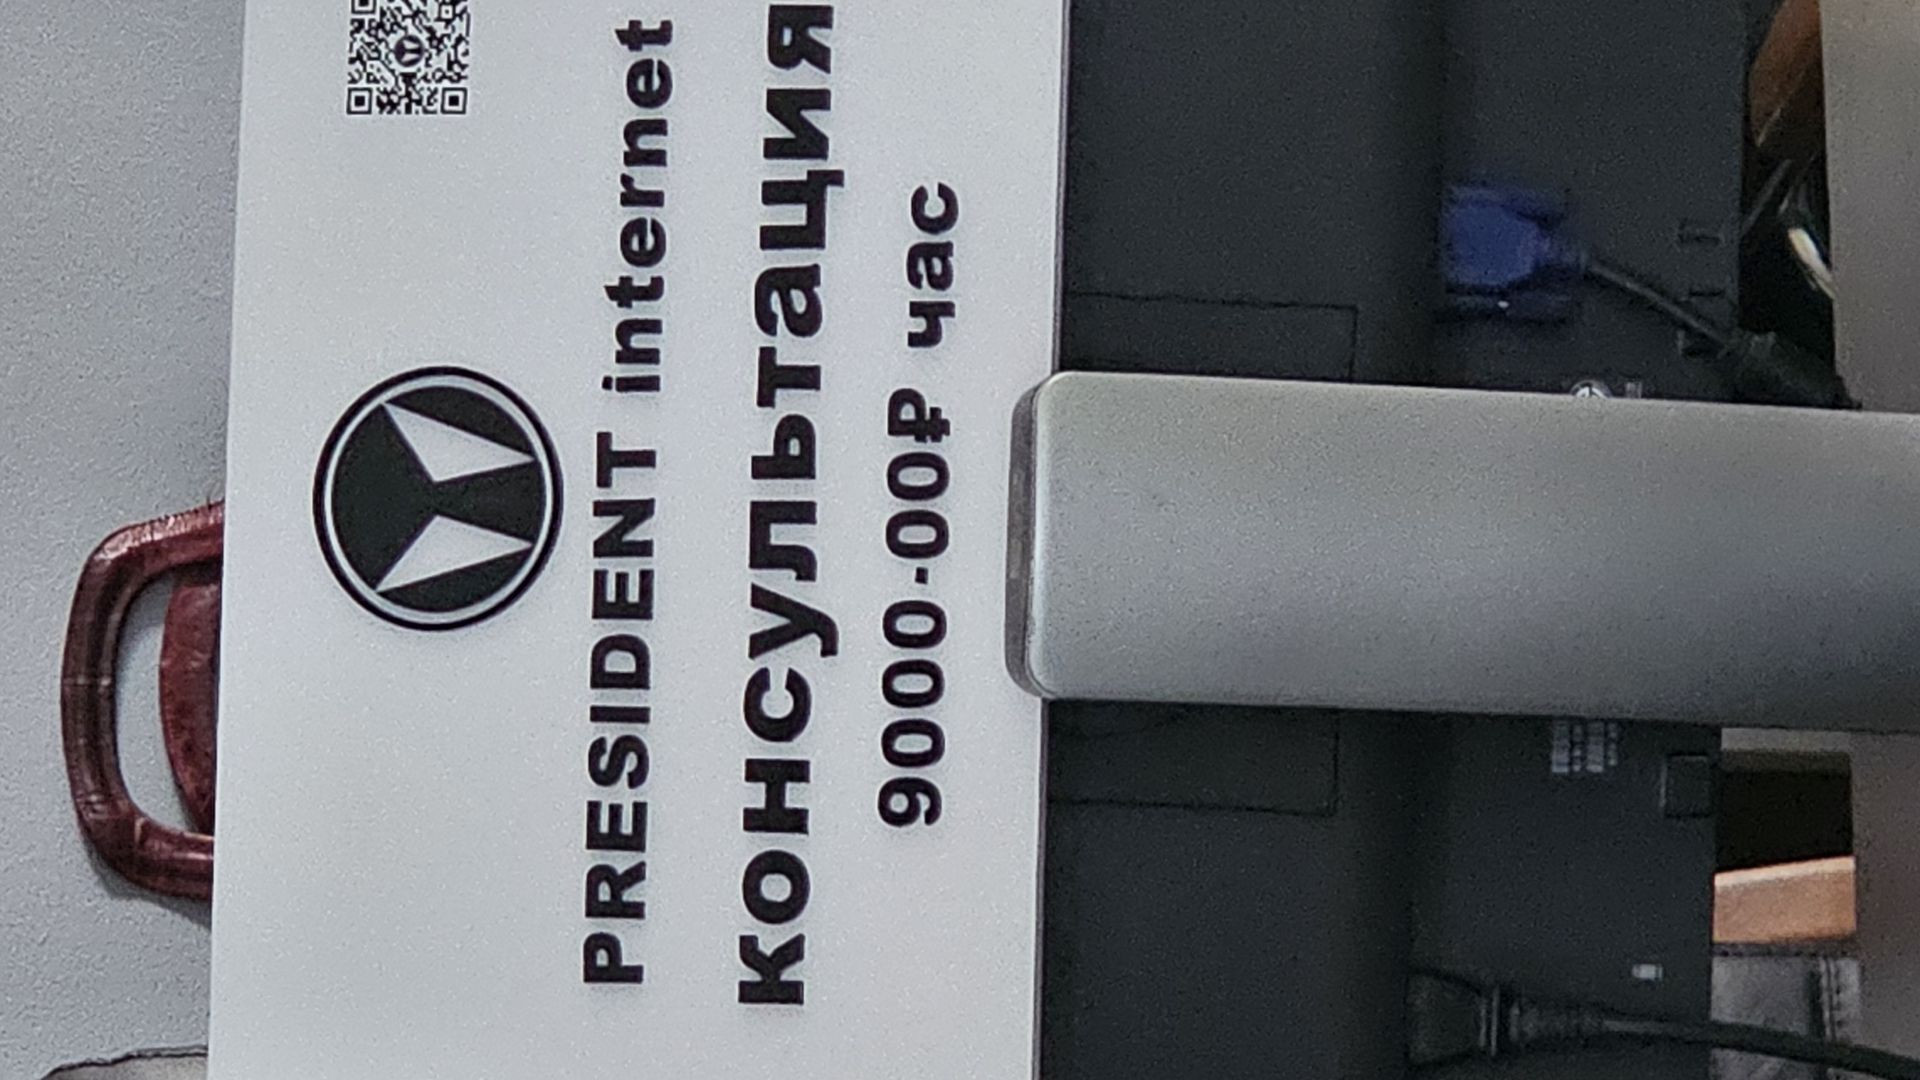 PRESIDENT internet
консультация
9000-00₽ час